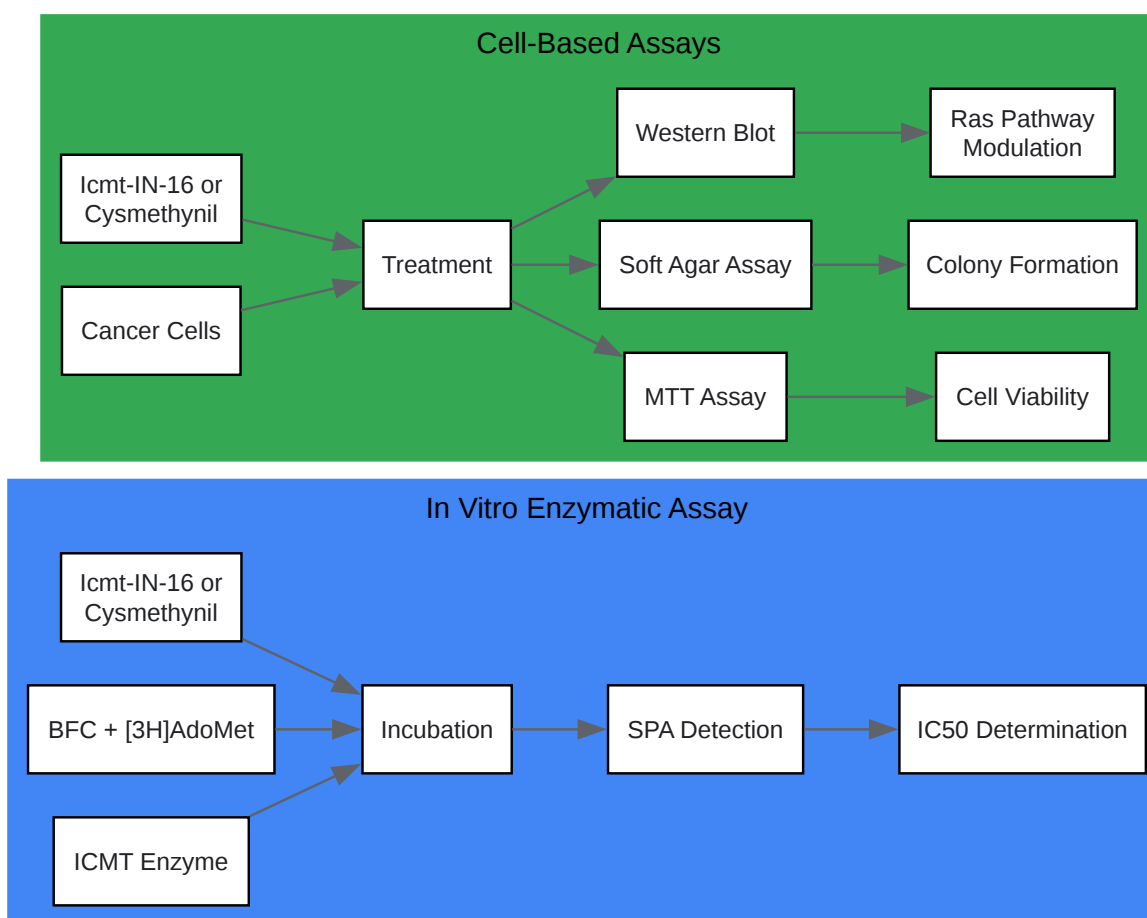 Cell-Based Assays
Icmt-IN-16 or
Cysmethynil
Cancer Cells
Treatment
Western Blot
Soft Agar Assay
MTT Assay
Ras Pathway
Modulation
Colony Formation
Cell Viability
In Vitro Enzymatic Assay
Icmt-IN-16 or
Cysmethynil
BFC + [3H]AdoMet
ICMT Enzyme
Incubation
SPA Detection
IC50 Determination